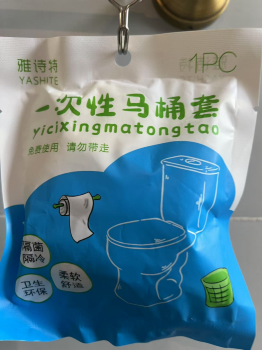 雅诗特
YASHITE
1PC
一次性马桶套
yicixingmatongtao
免费使用 请勿带走
隔菌
隔冷
卫生
环保
柔软
舒适